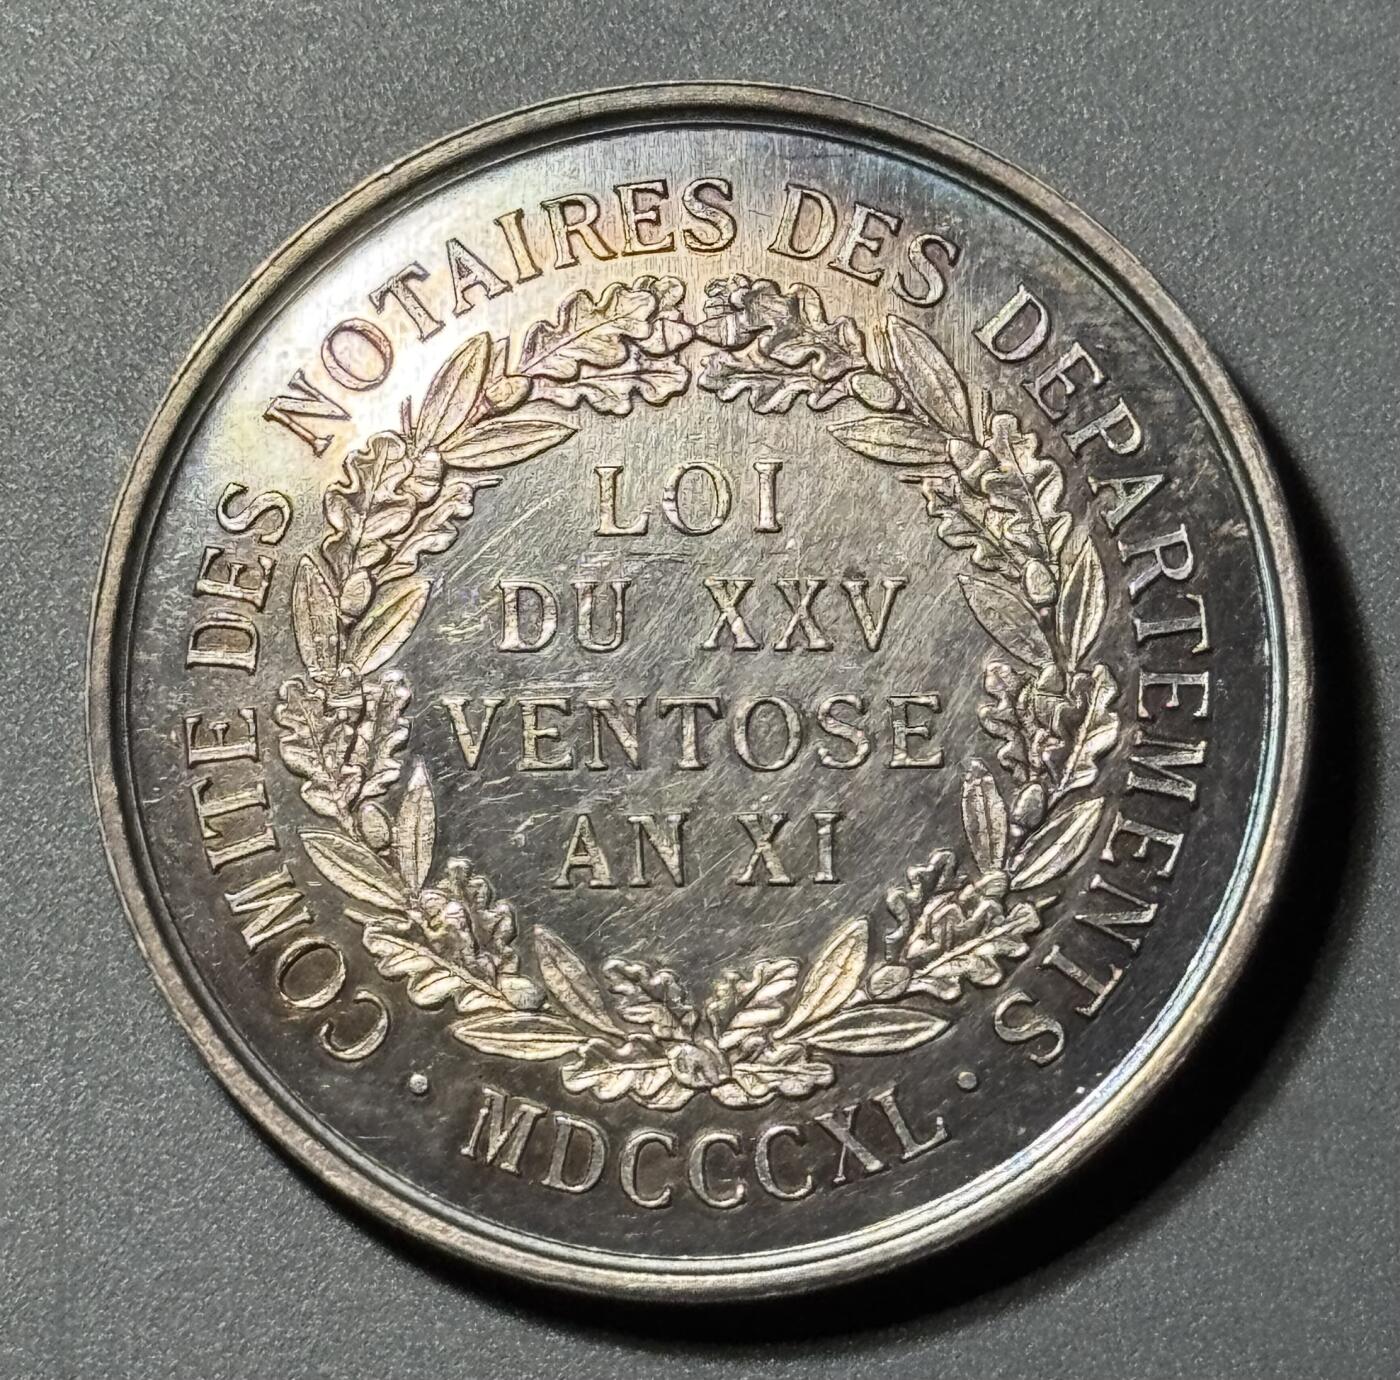 COMITE DES NOTAIRES DES DEPARTEMENTS
LOI
DU XXV
VENTOSE
AN XI
· MDCCCXL ·